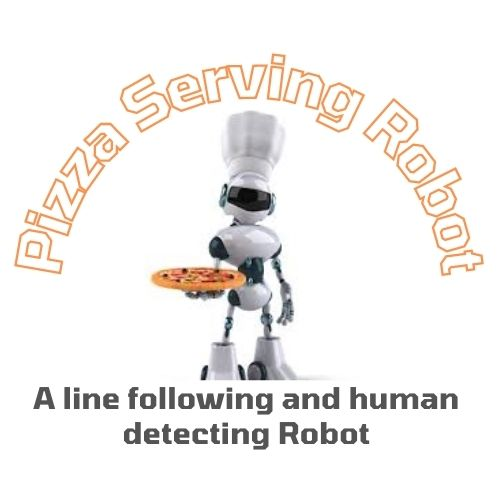 Pizza Serving Robot
A line following and human
detecting Robot